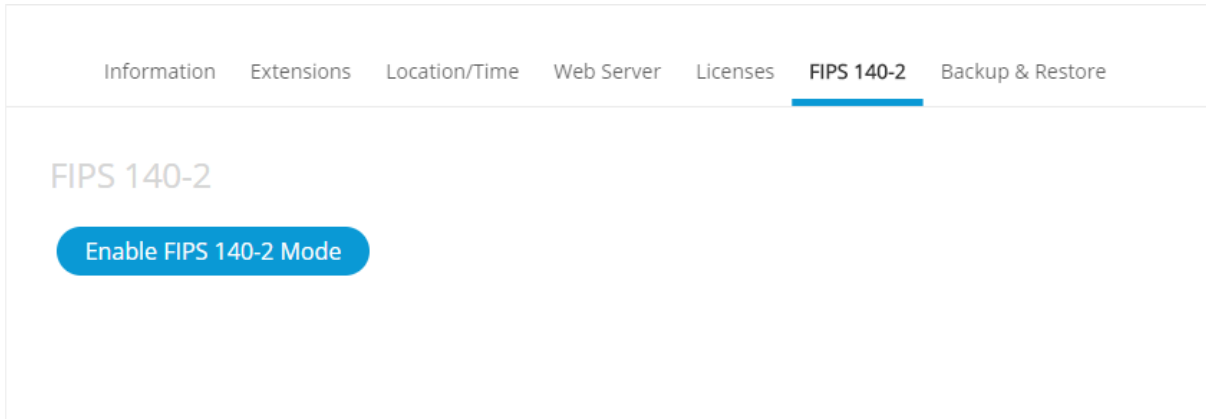 Information Extensions Location/Time Web Server Licenses FIPS 140-2 Backup & Restore
FIPS 140-2
Enable FIPS 140-2 Mode